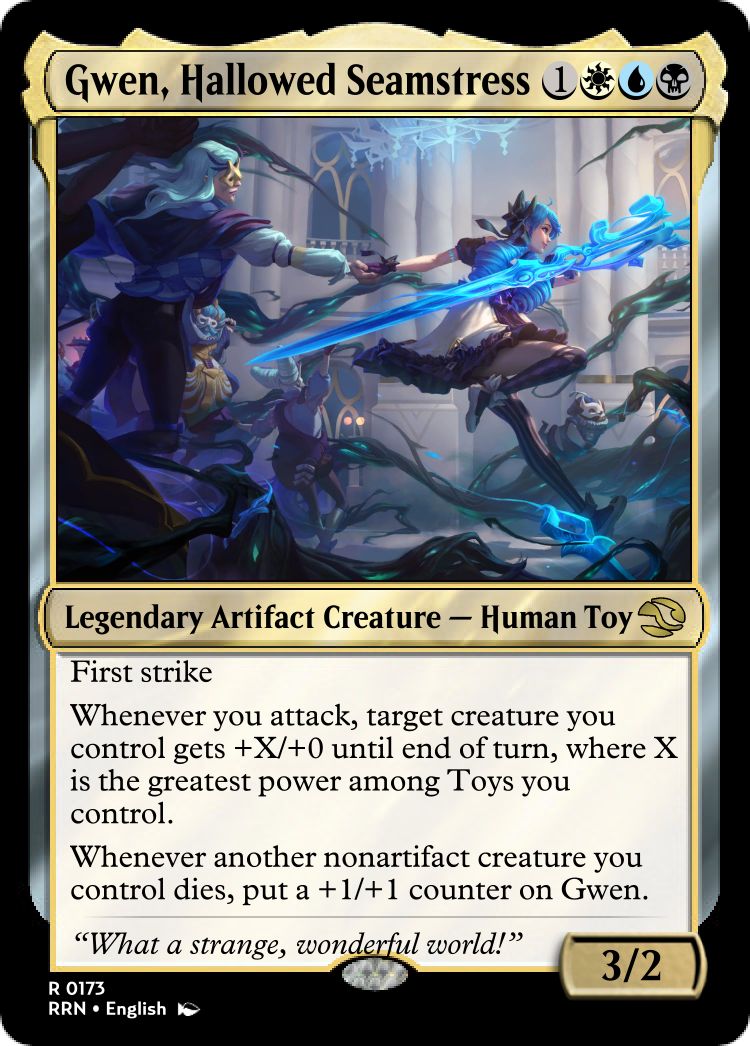 Gwen, Hallowed Seamstress 1
Legendary Artifact Creature — Human Toy
First strike
Whenever you attack, target creature you
control gets +X/+0 until end of turn, where X
is the greatest power among Toys you
control.
Whenever another nonartifact creature you
control dies, put a +1/+1 counter on Gwen.
“What a strange, wonderful world!”
3/2
R 0173
RRN • English